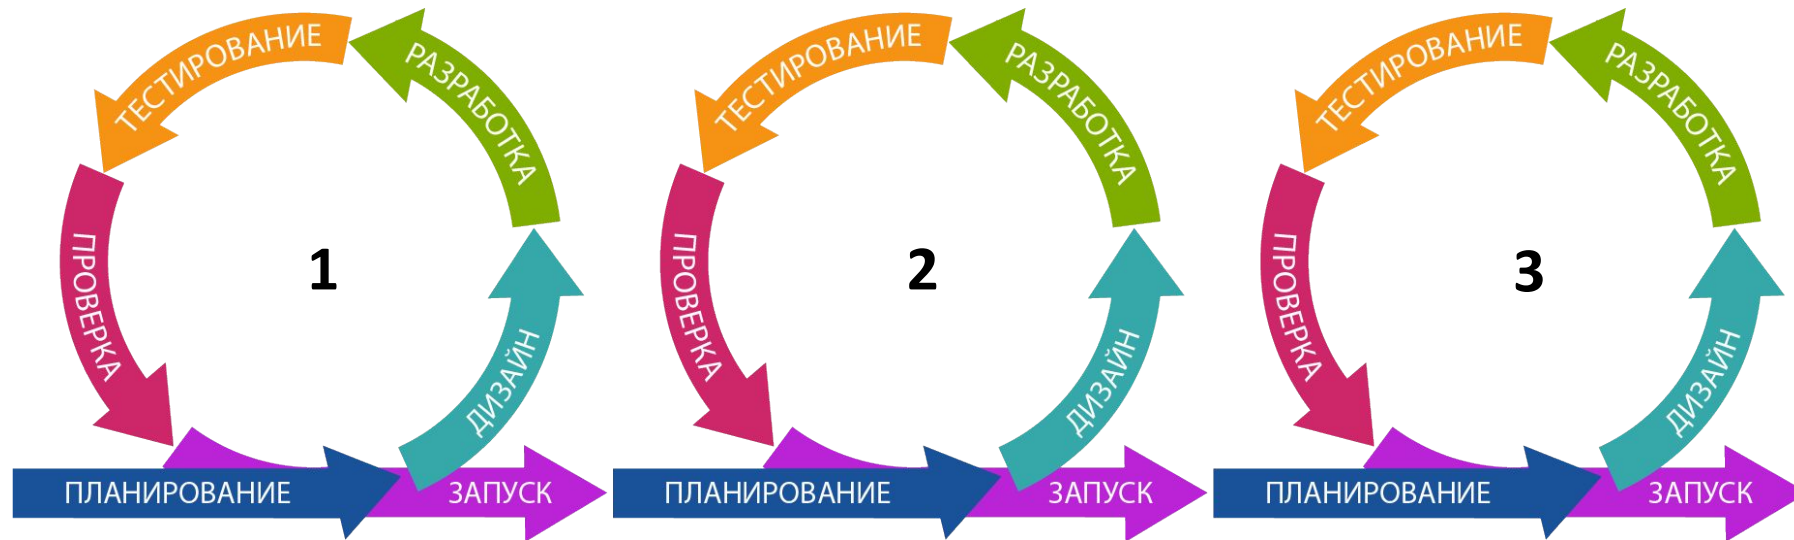 ТЕСТИРОВАНИЕ
РАЗРАБОТКА
ПРОВЕРКА
1
ДИЗАЙН
ПЛАНИРОВАНИЕ
ЗАПУСК
ТЕСТИРОВАНИЕ
РАЗРАБОТКА
ПРОВЕРКА
2
ДИЗАЙН
ПЛАНИРОВАНИЕ
ЗАПУСК
ТЕСТИРОВАНИЕ
РАЗРАБОТКА
ПРОВЕРКА
3
ДИЗАЙН
ПЛАНИРОВАНИЕ
ЗАПУСК